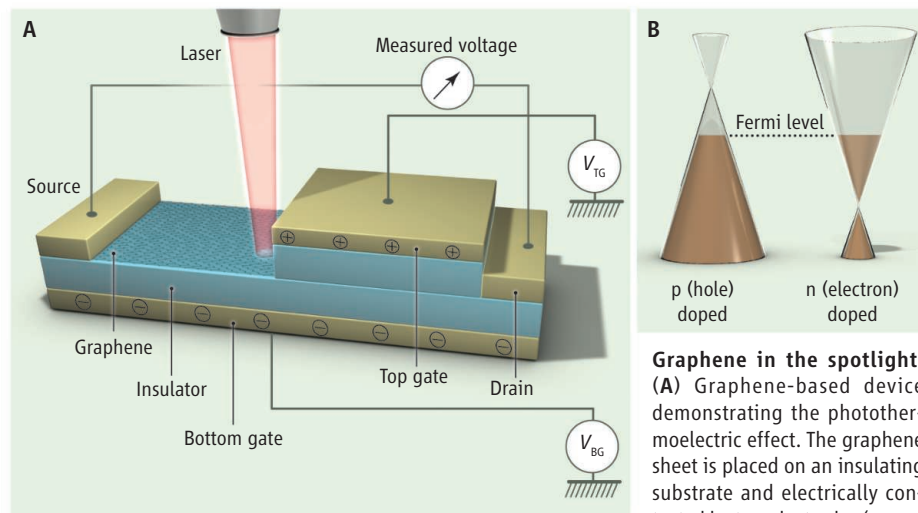 A
Laser
Measured voltage
V_TG
Source
Graphene
Insulator
Bottom gate
Top gate
Drain
V_BG
B
Fermi level
p (hole)
doped
n (electron)
doped
Graphene in the spotlight
(A) Graphene-based device
demonstrating the photother-
moelectric effect. The graphene
sheet is placed on an insulating
substrate and electrically con-